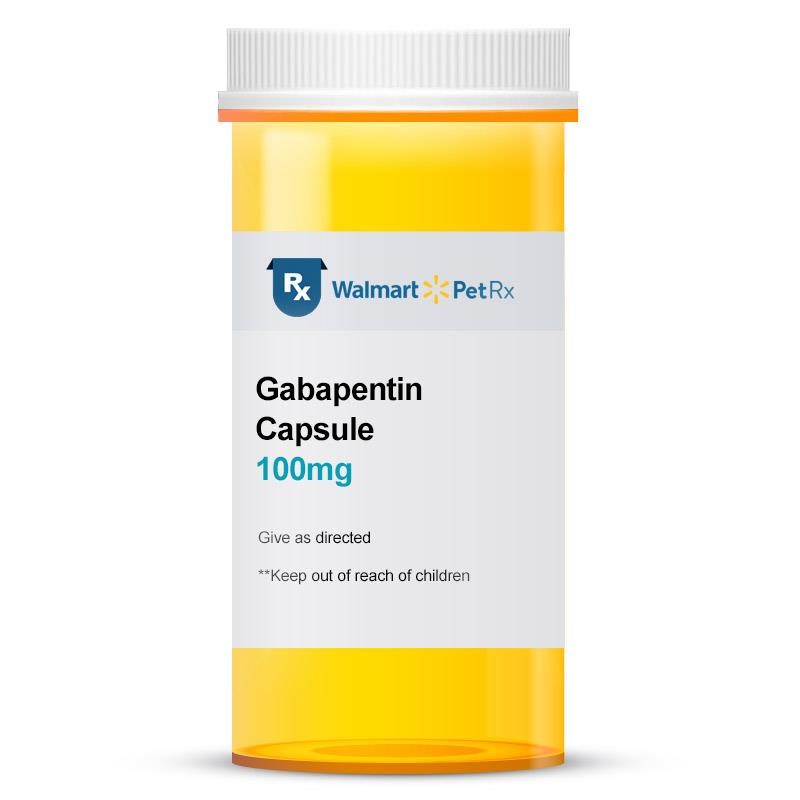 Rx Walmart PetRx
Gabapentin
Capsule
100mg
Give as directed
**Keep out of reach of children